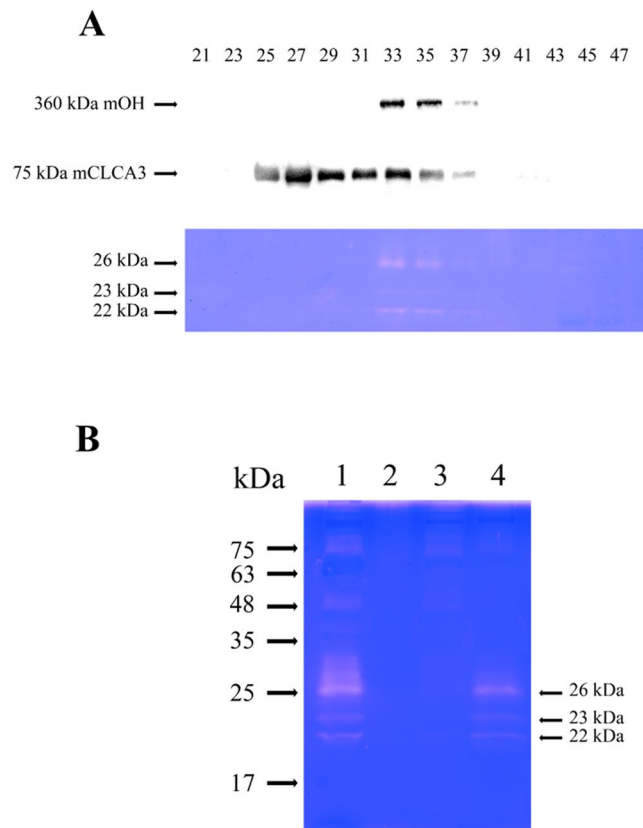 A
21 23 25 27 29 31 33 35 37 39 41 43 45 47
360 kDa mOH
75 kDa mCLCA3
26 kDa
23 kDa
22 kDa
B
kDa 1 2 3 4
75
63
48
35
25 26 kDa
23 kDa
22 kDa
17